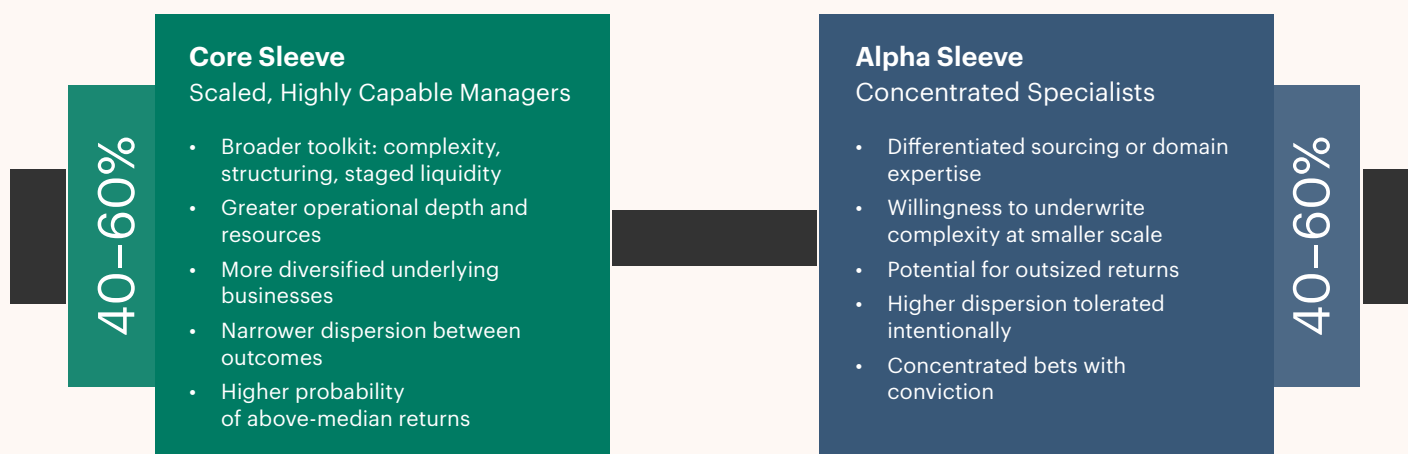 40–60%
Core Sleeve
Scaled, Highly Capable Managers
• Broader toolkit: complexity,
structuring, staged liquidity
• Greater operational depth and
resources
• More diversified underlying
businesses
• Narrower dispersion between
outcomes
• Higher probability
of above-median returns
Alpha Sleeve
Concentrated Specialists
• Differentiated sourcing or domain
expertise
• Willingness to underwrite
complexity at smaller scale
• Potential for outsized returns
• Higher dispersion tolerated
intentionally
• Concentrated bets with
conviction
40–60%